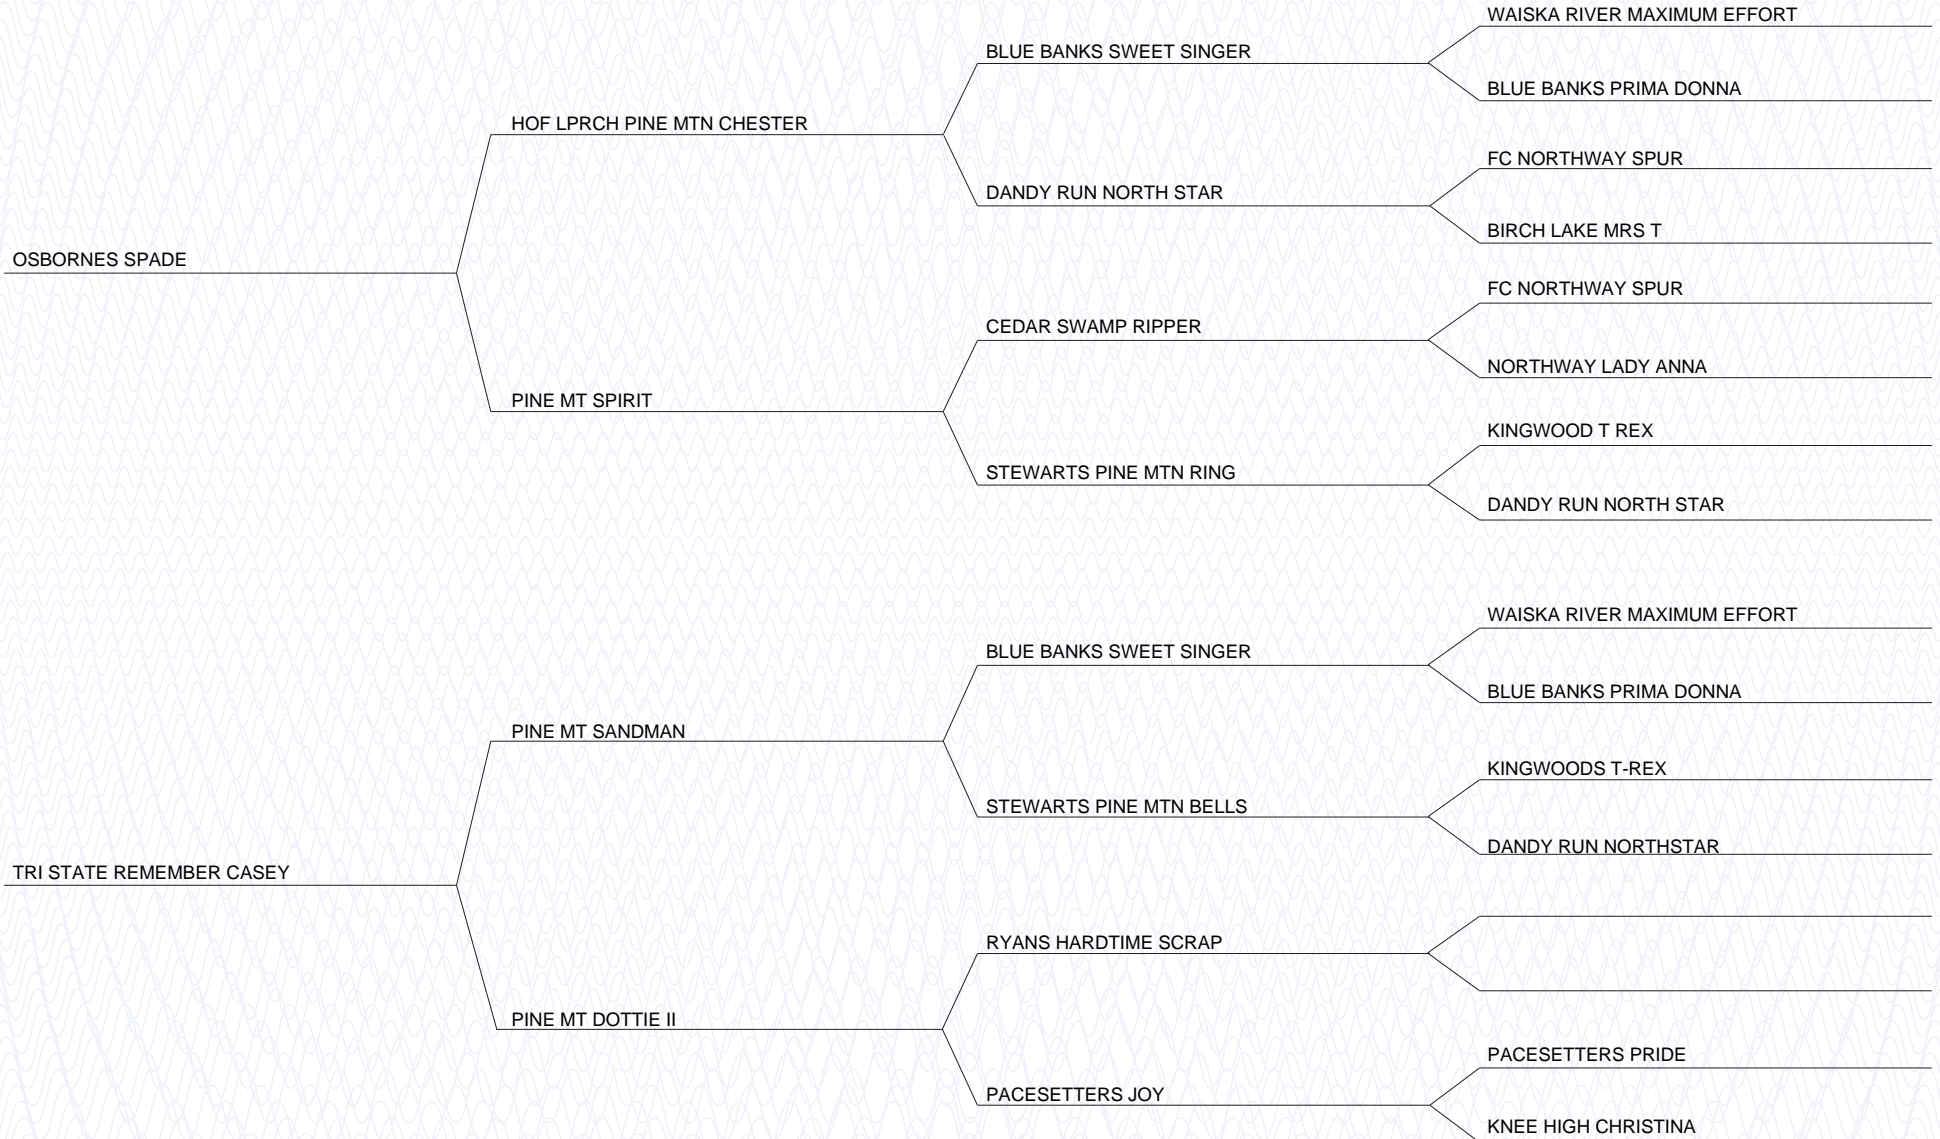 WAISKA RIVER MAXIMUM EFFORT
BLUE BANKS SWEET SINGER
BLUE BANKS PRIMA DONNA
HOF LPRCH PINE MTN CHESTER
FC NORTHWAY SPUR
DANDY RUN NORTH STAR
BIRCH LAKE MRS T
OSBORNES SPADE
FC NORTHWAY SPUR
CEDAR SWAMP RIPPER
NORTHWAY LADY ANNA
PINE MT SPIRIT
KINGWOOD T REX
STEWARTS PINE MTN RING
DANDY RUN NORTH STAR
WAISKA RIVER MAXIMUM EFFORT
BLUE BANKS SWEET SINGER
BLUE BANKS PRIMA DONNA
PINE MT SANDMAN
KINGWOODS T-REX
STEWARTS PINE MTN BELLS
DANDY RUN NORTHSTAR
TRI STATE REMEMBER CASEY
RYANS HARDTIME SCRAP
PINE MT DOTTIE II
PACESETTERS PRIDE
PACESETTERS JOY
KNEE HIGH CHRISTINA